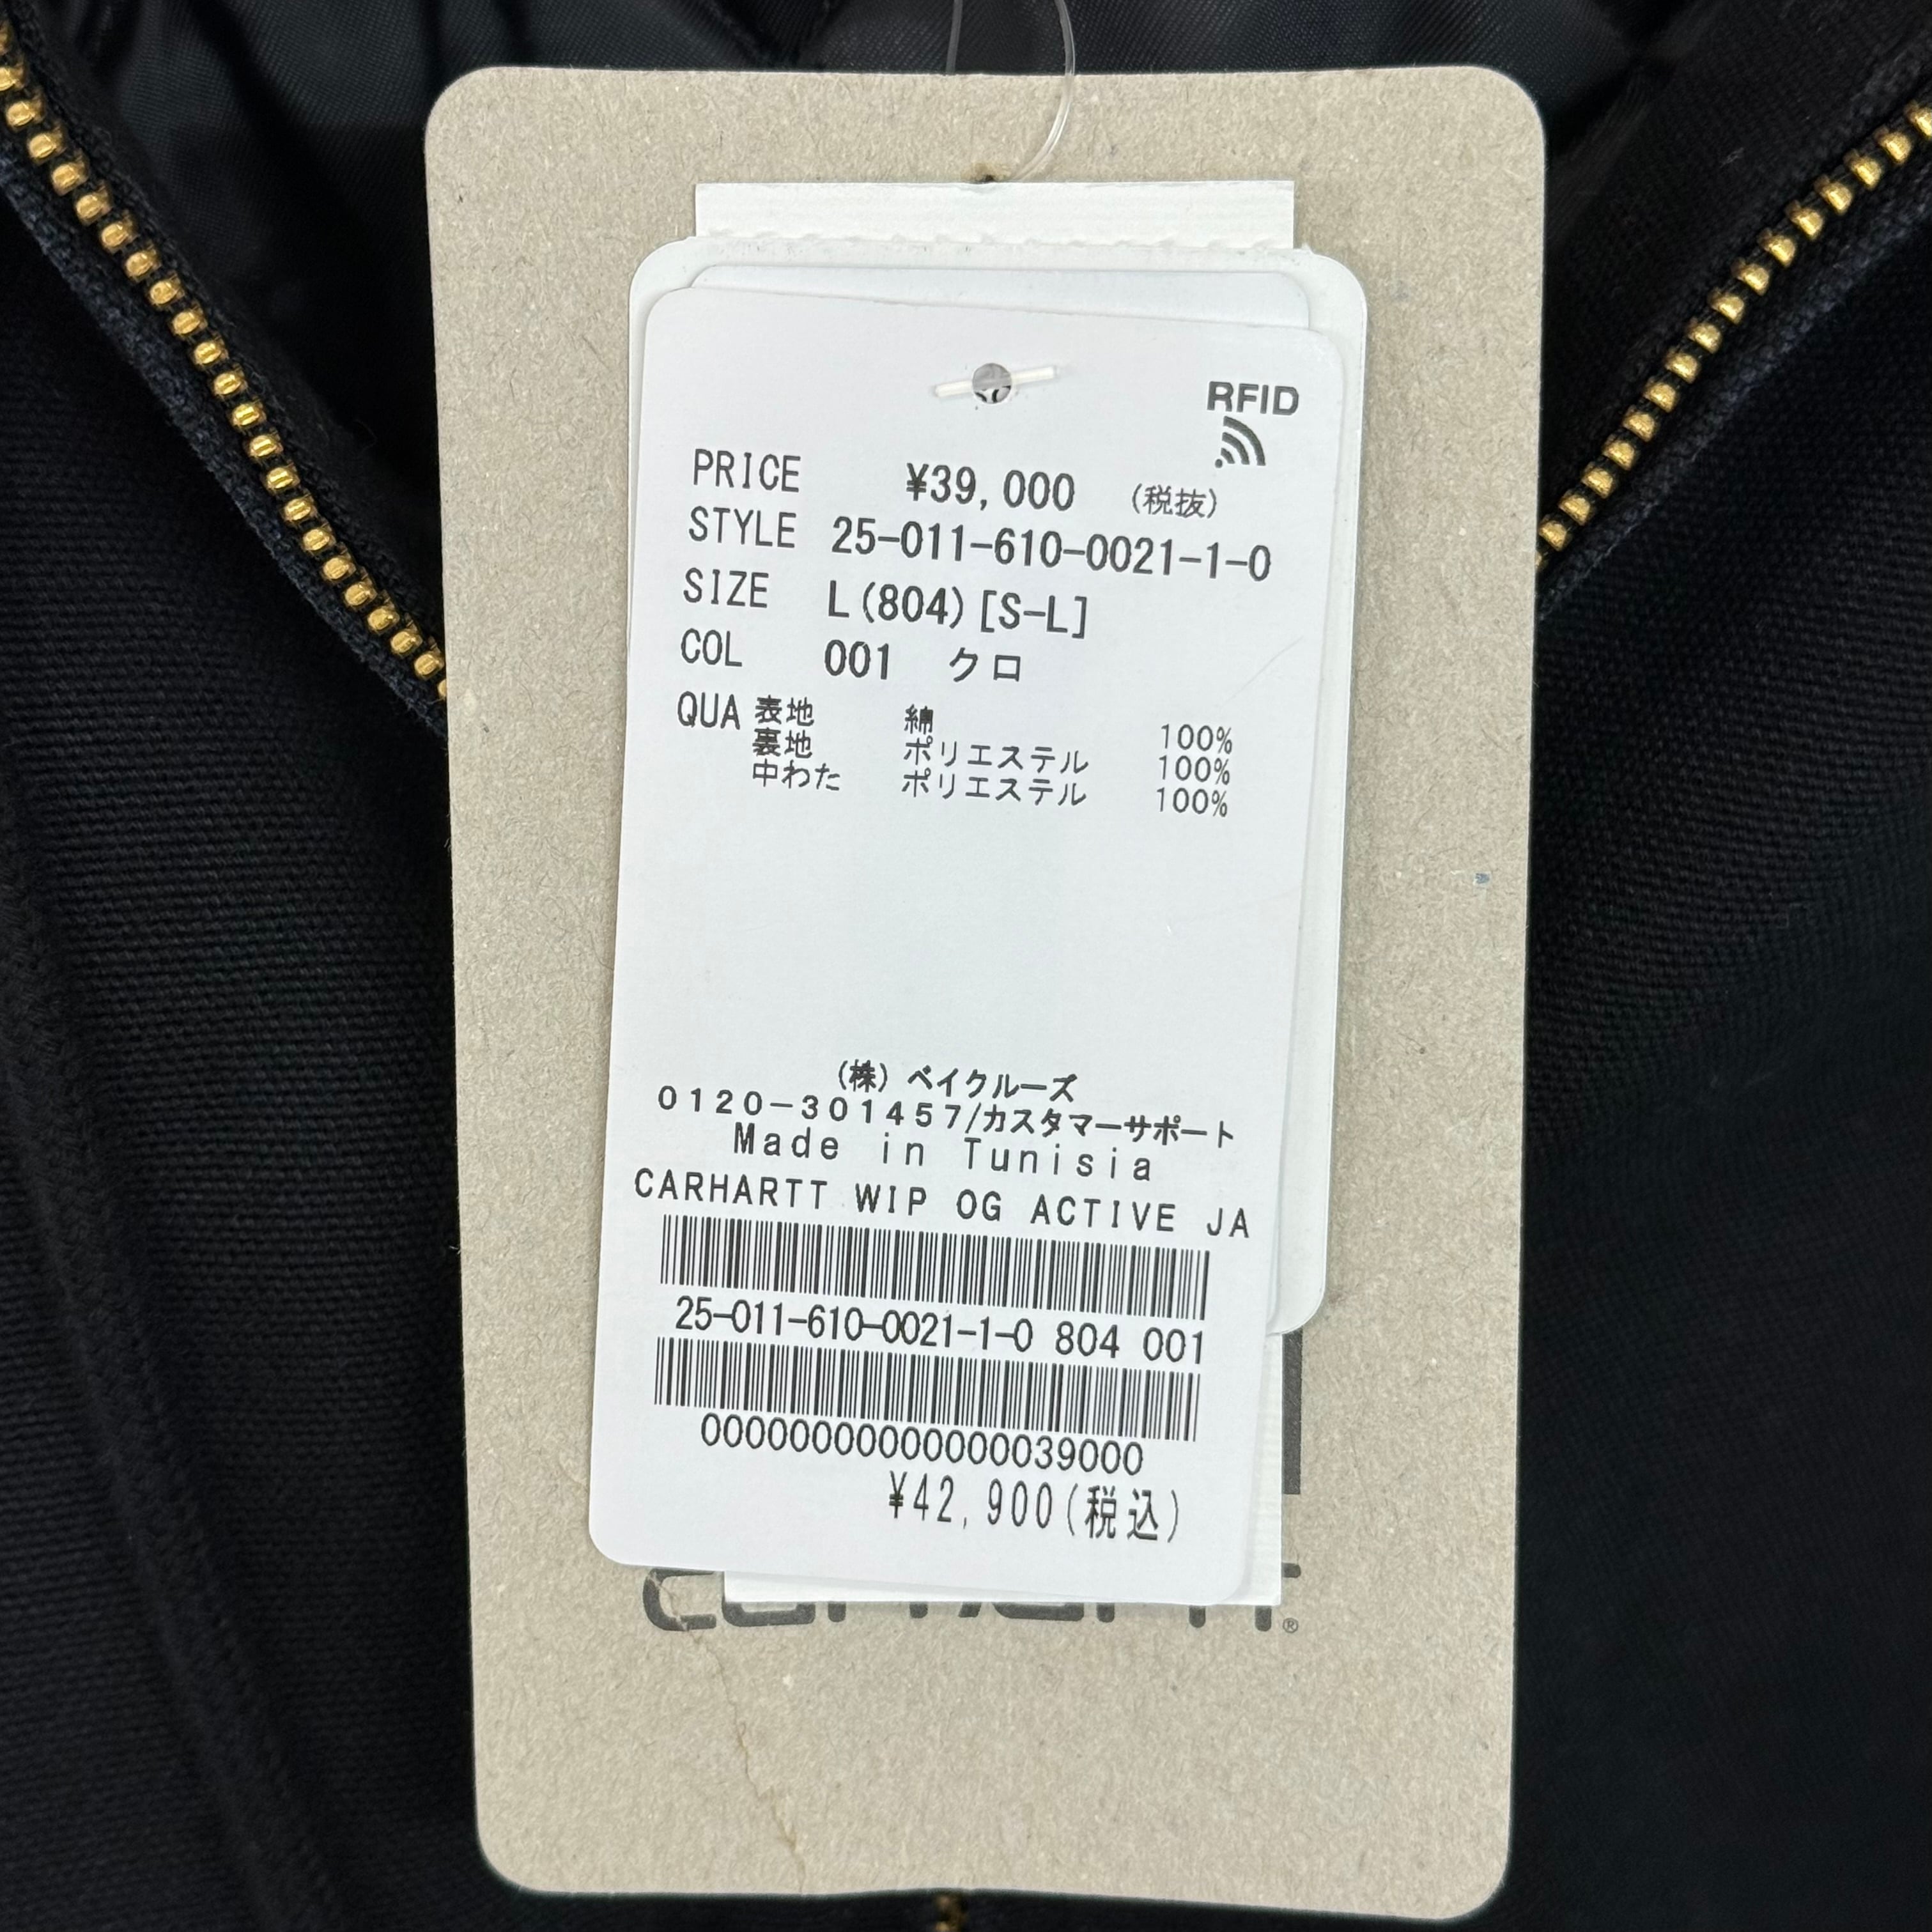 RFID
PRICE ¥39,000 (税抜)
STYLE 25-011-610-0021-1-0
SIZE L(804)[S-L]
COL 001 クロ
QUA 表地 綿 100%
裏地 ポリエステル 100%
中わた ポリエステル 100%
(株) ベイクルーズ
0120-301457/カスタマーサポート
Made in Tunisia
CARHARTT WIP OG ACTIVE JA
25-011-610-0021-1-0 804 001
00000000000000039000
¥42,900(税込)
®